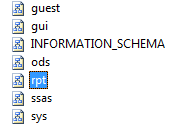 guest
gui
INFORMATION_SCHEMA
ods
rpt
ssas
sys